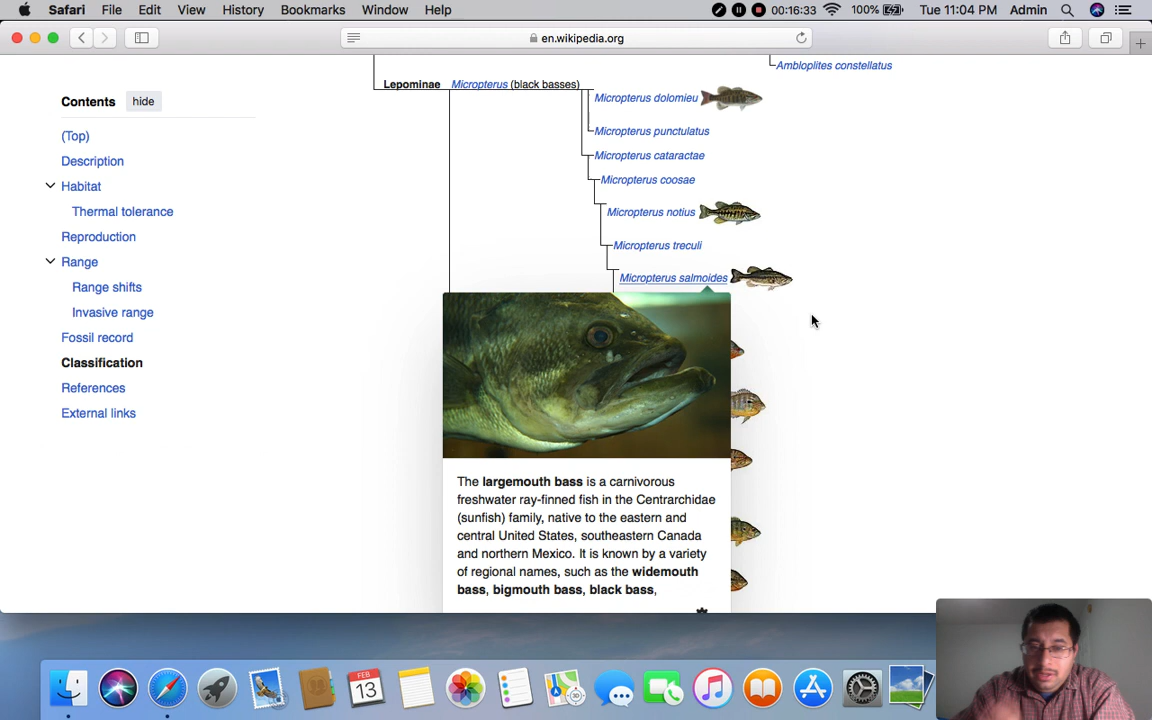 Safari File Edit View History Bookmarks Window Help 00:16:33 100% Tue 11:04 PM Admin
en.wikipedia.org
Ambloplites constellatus
Lepominae Micropterus (black basses)
Micropterus dolomieu
Micropterus punctulatus
Micropterus cataractae
Micropterus coosae
Micropterus notius
Micropterus treculi
Micropterus salmoides
Contents hide
(Top)
Description
Habitat
Thermal tolerance
Reproduction
Range
Range shifts
Invasive range
Fossil record
Classification
References
External links
The largemouth bass is a carnivorous
freshwater ray-finned fish in the Centrarchidae
(sunfish) family, native to the eastern and
central United States, southeastern Canada
and northern Mexico. It is known by a variety
of regional names, such as the widemouth
bass, bigmouth bass, black bass,
FEB
13